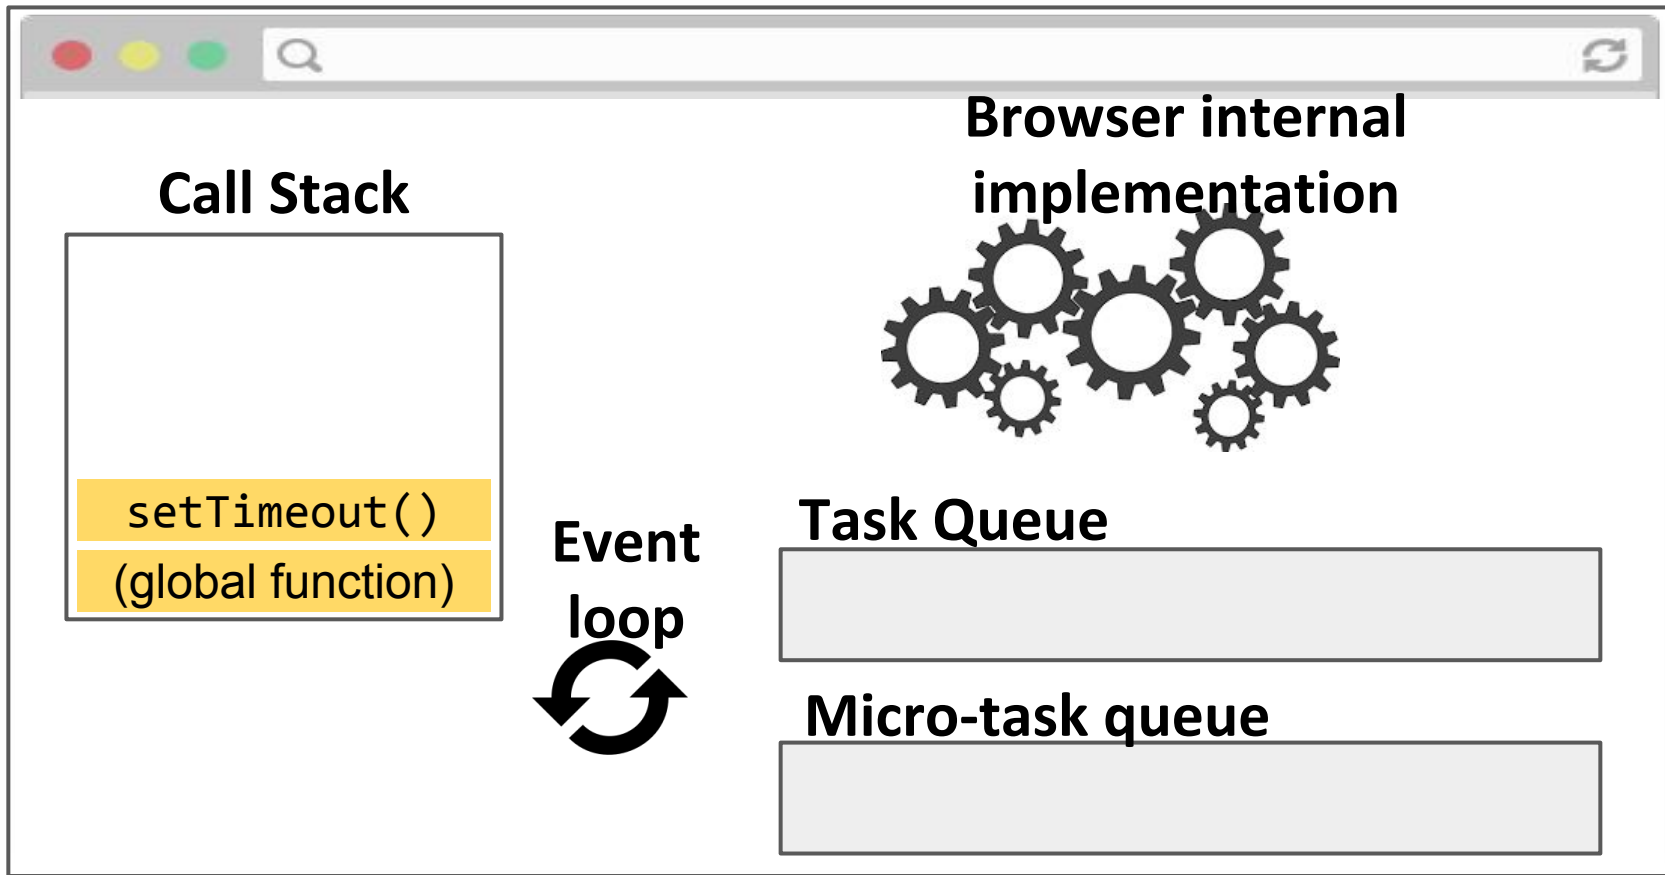 Browser internal
implementation
Call Stack
setTimeout()
(global function)
Event
loop
Task Queue
Micro-task queue